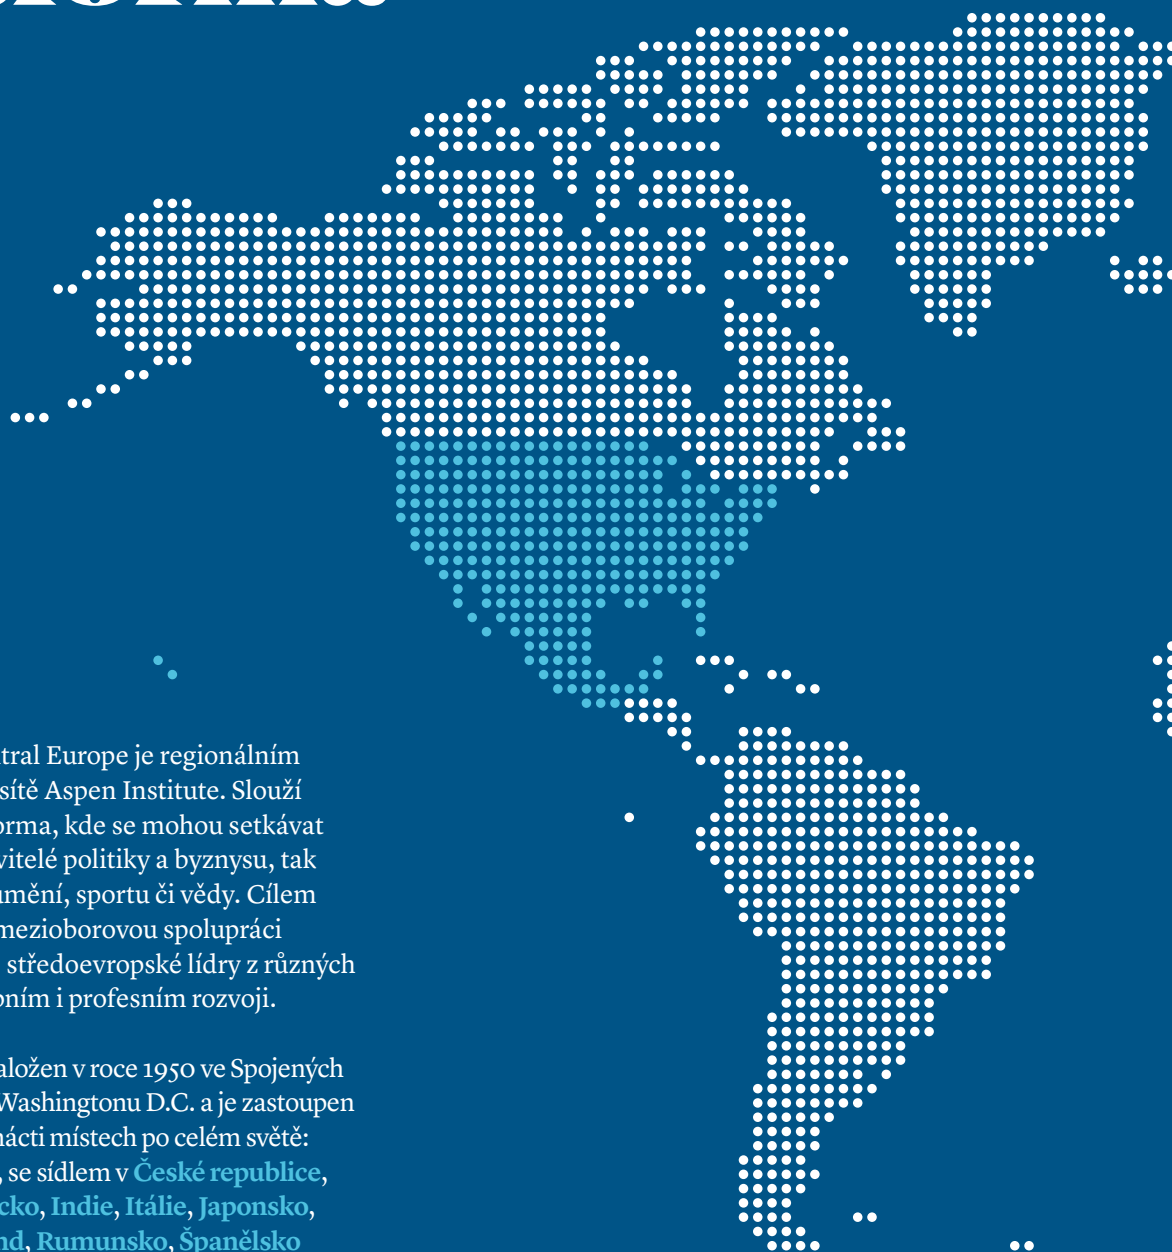 tral Europe je regionálním
sítě Aspen Institute. Slouží
orma, kde se mohou setkávat
vitelé politiky a byznysu, tak
umění, sportu či vědy. Cílem
mezioborovou spolupráci
středoevropské lídry z různých
ním i profesním rozvoji.
aložen v roce 1950 ve Spojených
Washingtonu D.C. a je zastoupen
nácti místech po celém světě:
, se sídlem v České republice,
cko, Indie, Itálie, Japonsko,
nd, Rumunsko, Španělsko